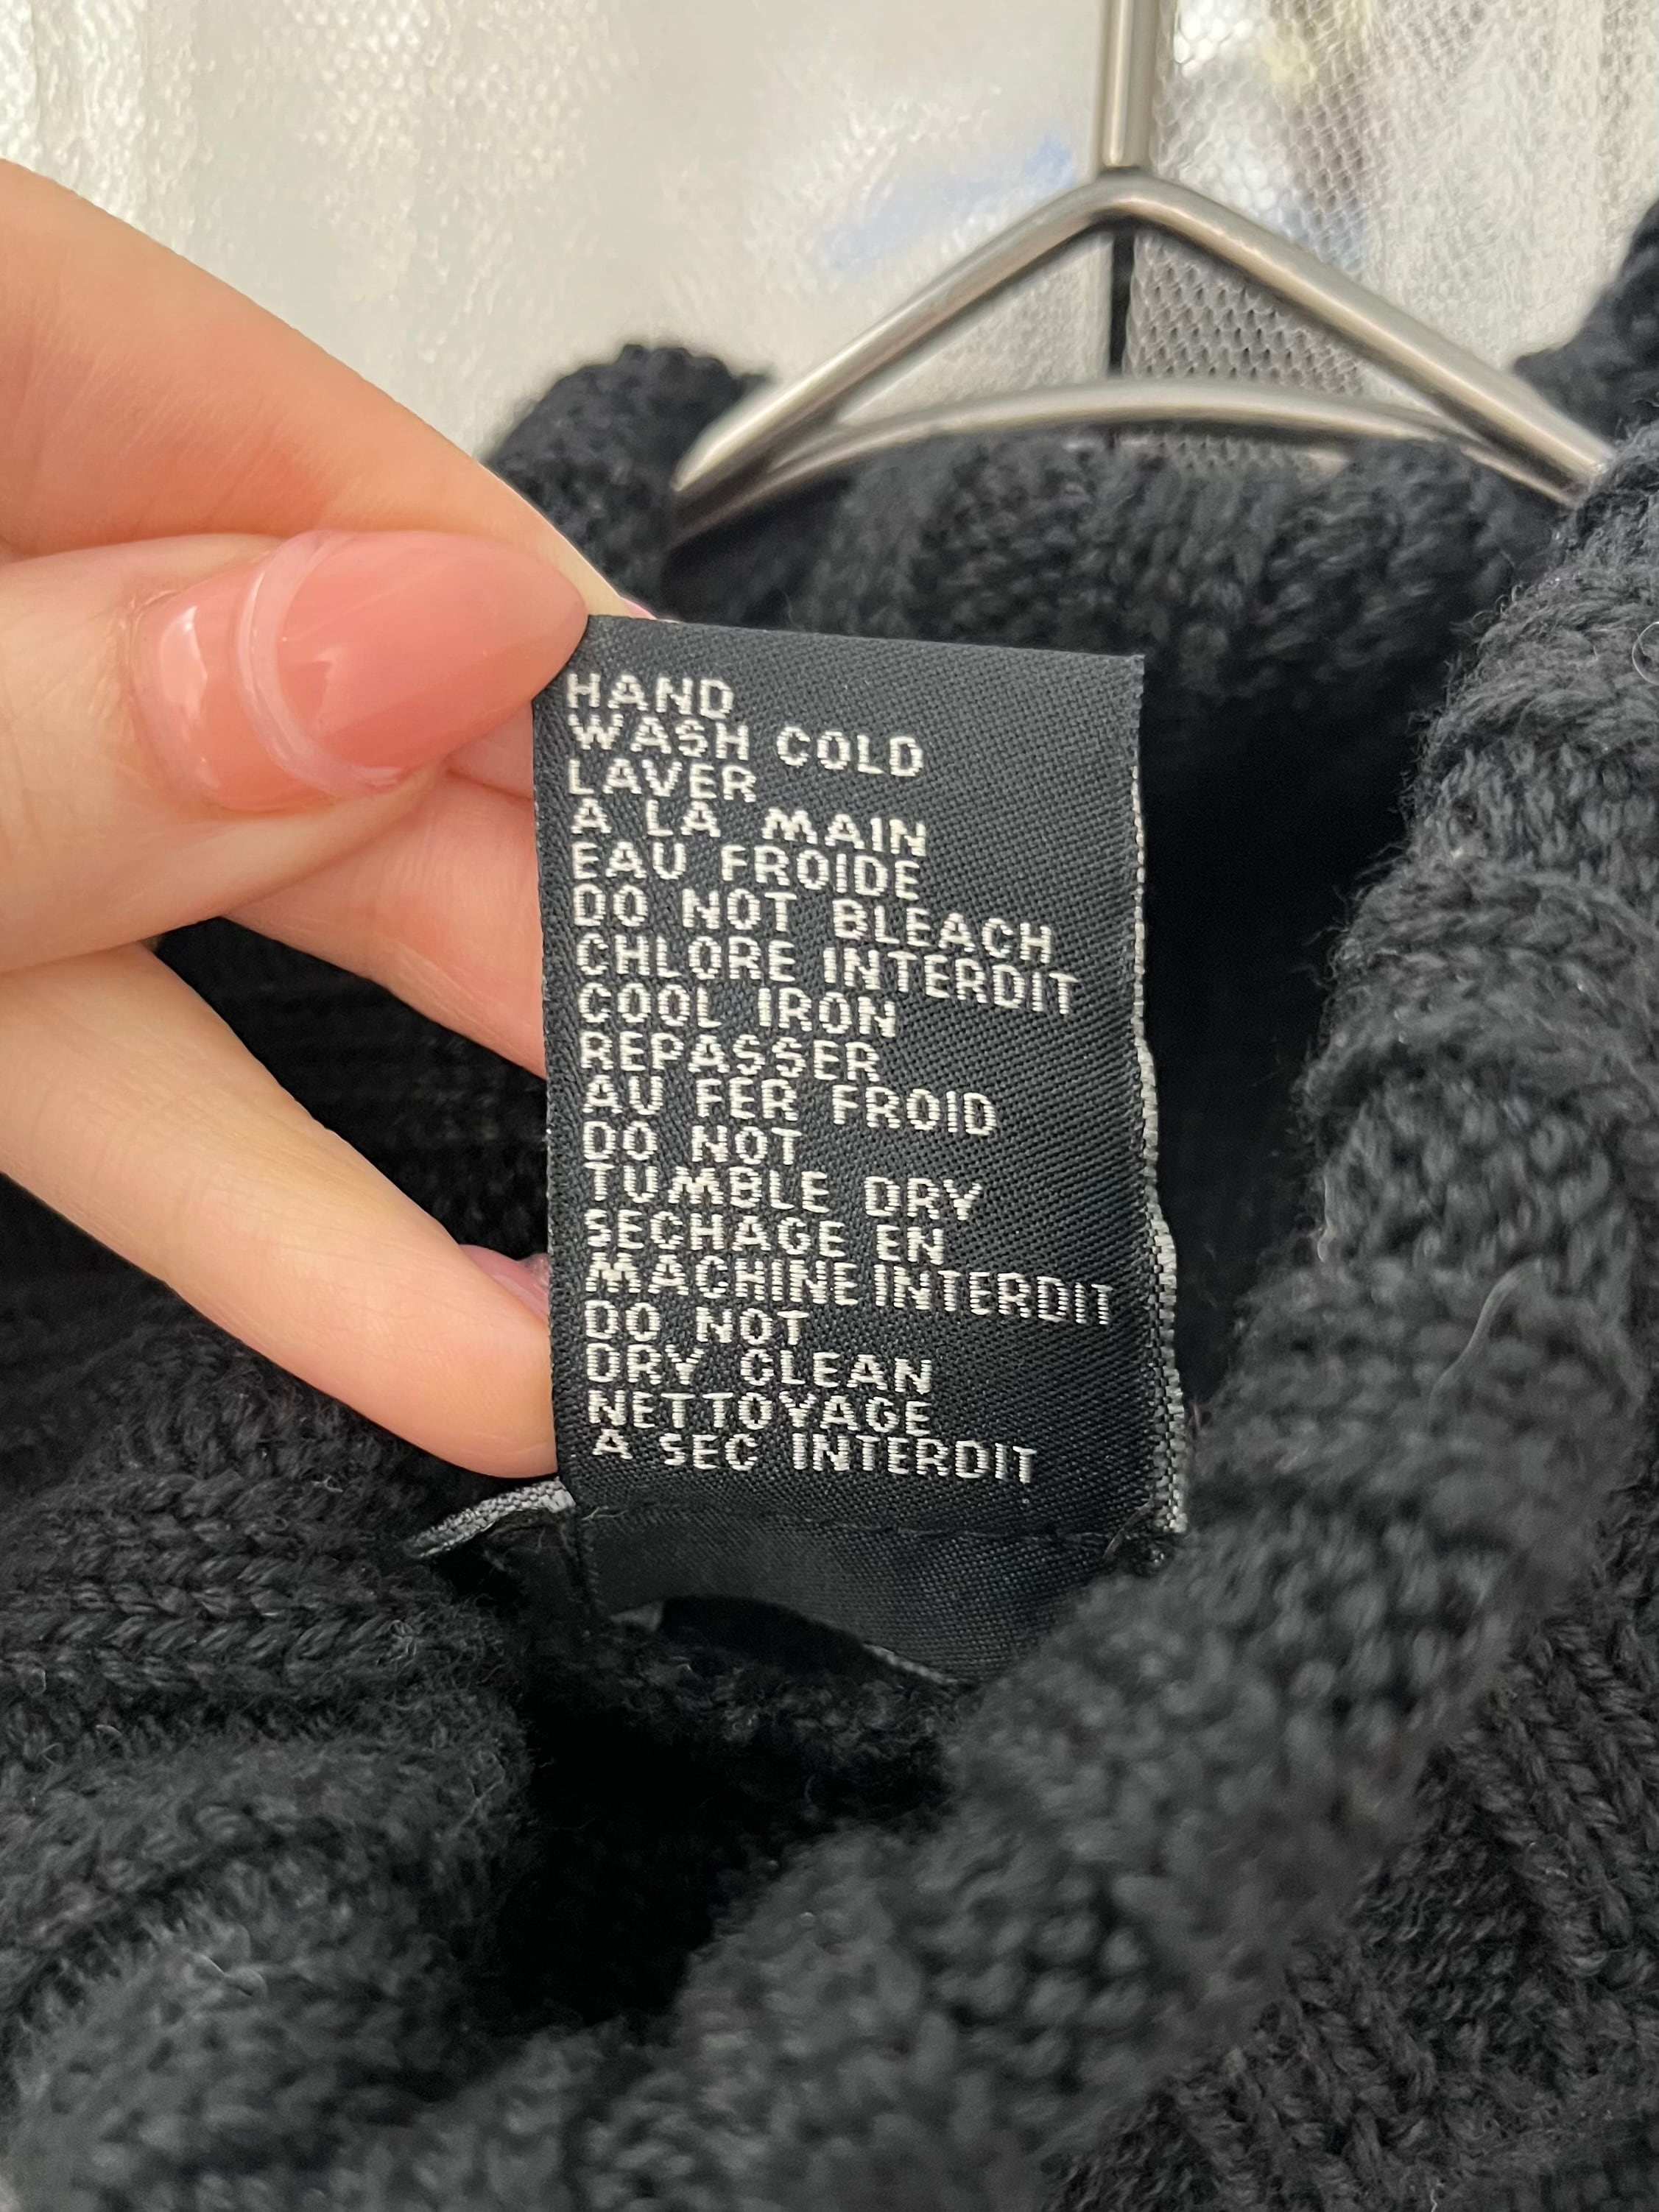 HAND
WASH COLD
LAVER
A LA MAIN
EAU FROIDE
DO NOT BLEACH
CHLORE INTERDIT
COOL IRON
REPASSER
AU FER FROID
DO NOT
TUMBLE DRY
SECHAGE EN
MACHINE INTERDIT
DO NOT
DRY CLEAN
NETTOYAGE
A SEC INTERDIT